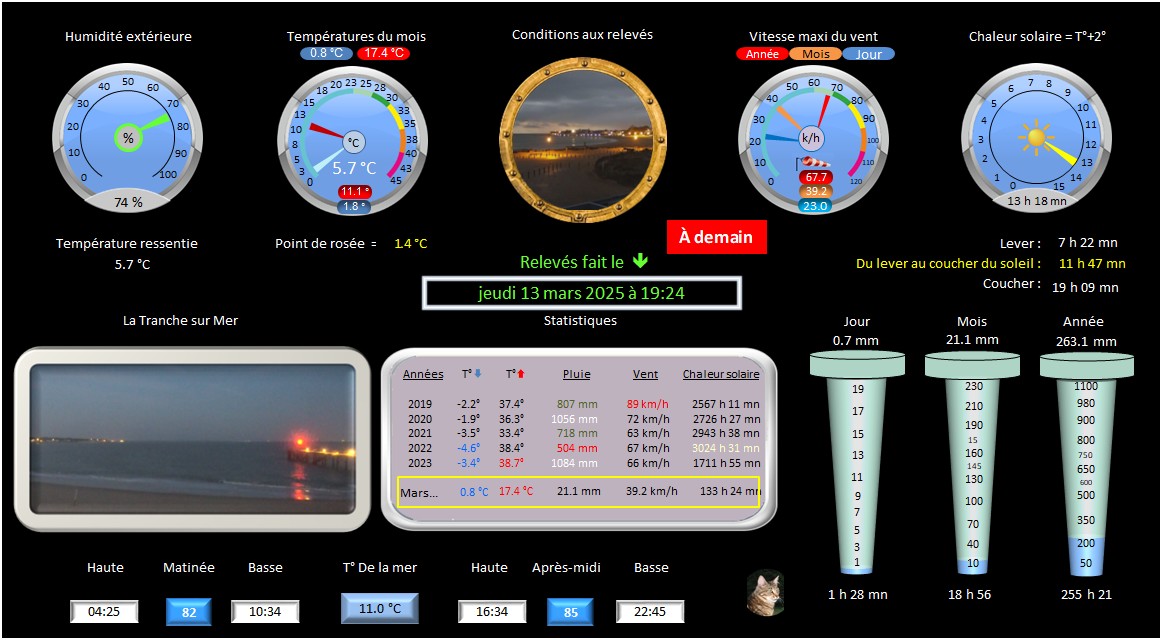 Humidité extérieure
Températures du mois
0.8 °C 17.4 °C
Conditions aux relevés
Vitesse maxi du vent
Année Mois Jour
Chaleur solaire = T°+2°
0 10 20 30 40 50 60 70 80 90 100
%
74 %
0 3 5 8 10 13 15 18 20 23 25 28 30 33 35 38 40 43 45
°C
5.7 °C
11.1 °
1.8 °
0 10 20 30 40 50 60 70 80 90 100 110 120
k/h
67.7
39.2
23.0
0 1 2 3 4 5 6 7 8 9 10 11 12 13 14 15
13 h 18 mn
Température ressentie
5.7 °C
Point de rosée = 1.4 °C
À demain
Relevés fait le
jeudi 13 mars 2025 à 19:24
Lever : 7 h 22 mn
Du lever au coucher du soleil : 11 h 47 mn
Coucher : 19 h 09 mn
La Tranche sur Mer
Statistiques
Années T° T° Pluie Vent Chaleur solaire
2019 -2.2° 37.4° 807 mm 89 km/h 2567 h 11 mn
2020 -1.9° 36.3° 1056 mm 72 km/h 2726 h 27 mn
2021 -3.5° 33.4° 718 mm 63 km/h 2943 h 38 mn
2022 -4.6° 38.4° 504 mm 67 km/h 3024 h 31 mn
2023 -3.4° 38.7° 1084 mm 66 km/h 1711 h 55 mn
Mars... 0.8 °C 17.4 °C 21.1 mm 39.2 km/h 133 h 24 mn
Jour
0.7 mm
19
17
15
13
11
9
7
5
3
1
1 h 28 mn
Mois
21.1 mm
230
210
190
15
160
145
130
100
70
40
10
18 h 56
Année
263.1 mm
1100
980
900
800
750
650
600
500
350
200
50
255 h 21
Haute Matinée Basse
04:25 82 10:34
T° De la mer
11.0 °C
Haute Après-midi Basse
16:34 85 22:45